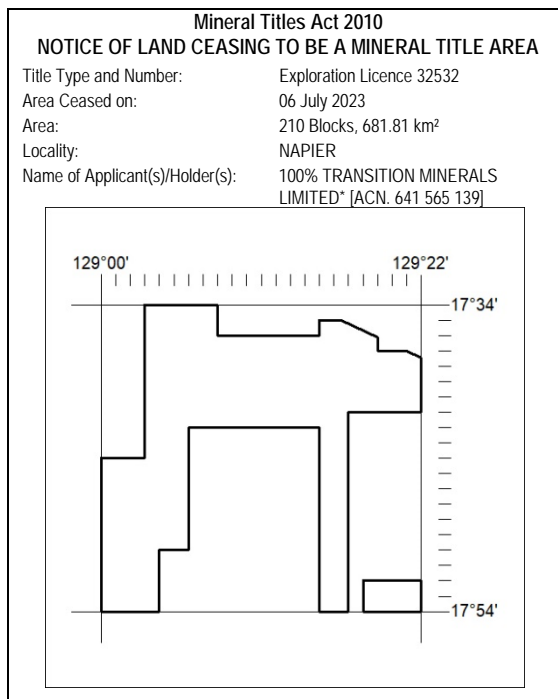 Mineral Titles Act 2010
NOTICE OF LAND CEASING TO BE A MINERAL TITLE AREA
Title Type and Number: Exploration Licence 32532
Area Ceased on: 06 July 2023
Area: 210 Blocks, 681.81 km²
Locality: NAPIER
Name of Applicant(s)/Holder(s): 100% TRANSITION MINERALS
LIMITED* [ACN. 641 565 139]
129°00' 129°22'
17°34'
17°54'